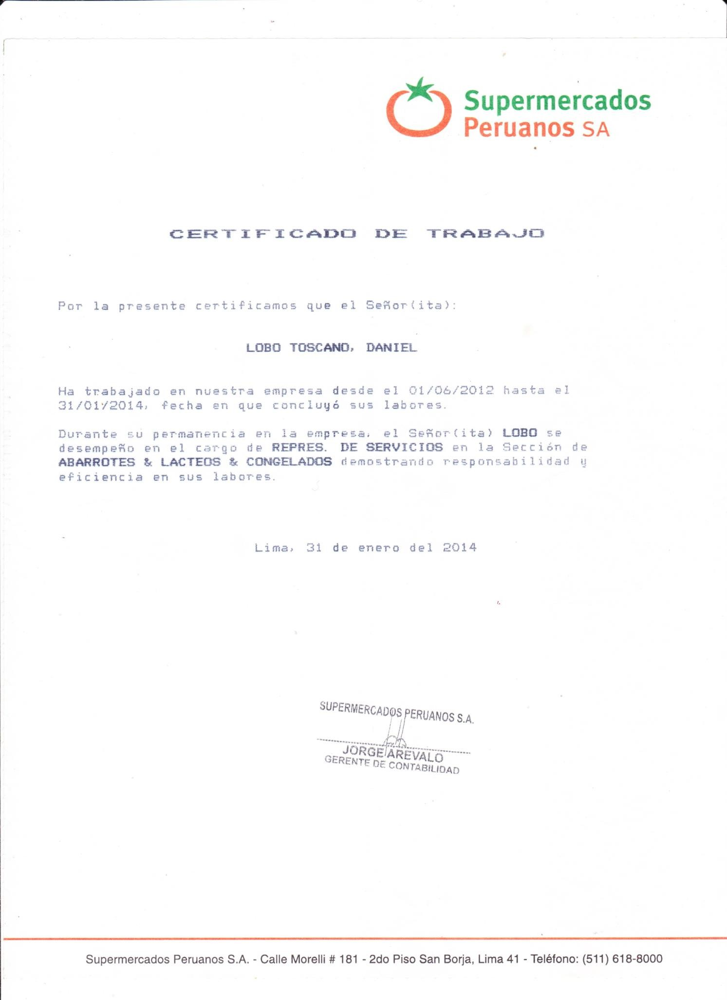 Supermercados
Peruanos SA
CERTIFICADO DE TRABAJO
Por la presente certificamos que el Señor(ita):
LOBO TOSCANO, DANIEL
Ha trabajado en nuestra empresa desde el 01/06/2012 hasta el
31/01/2014, fecha en que concluyó sus labores.
Durante su permanencia en la empresa, el Señor(ita) LOBO se
desempeño en el cargo de REPRES. DE SERVICIOS en la Sección de
ABARROTES & LACTEOS & CONGELADOS demostrando responsabilidad y
eficiencia en sus labores.
Lima, 31 de enero del 2014
SUPERMERCADOS PERUANOS S.A.
JORGE AREVALO
GERENTE DE CONTABILIDAD
Supermercados Peruanos S.A. - Calle Morelli # 181 - 2do Piso San Borja, Lima 41 - Teléfono: (511) 618-8000